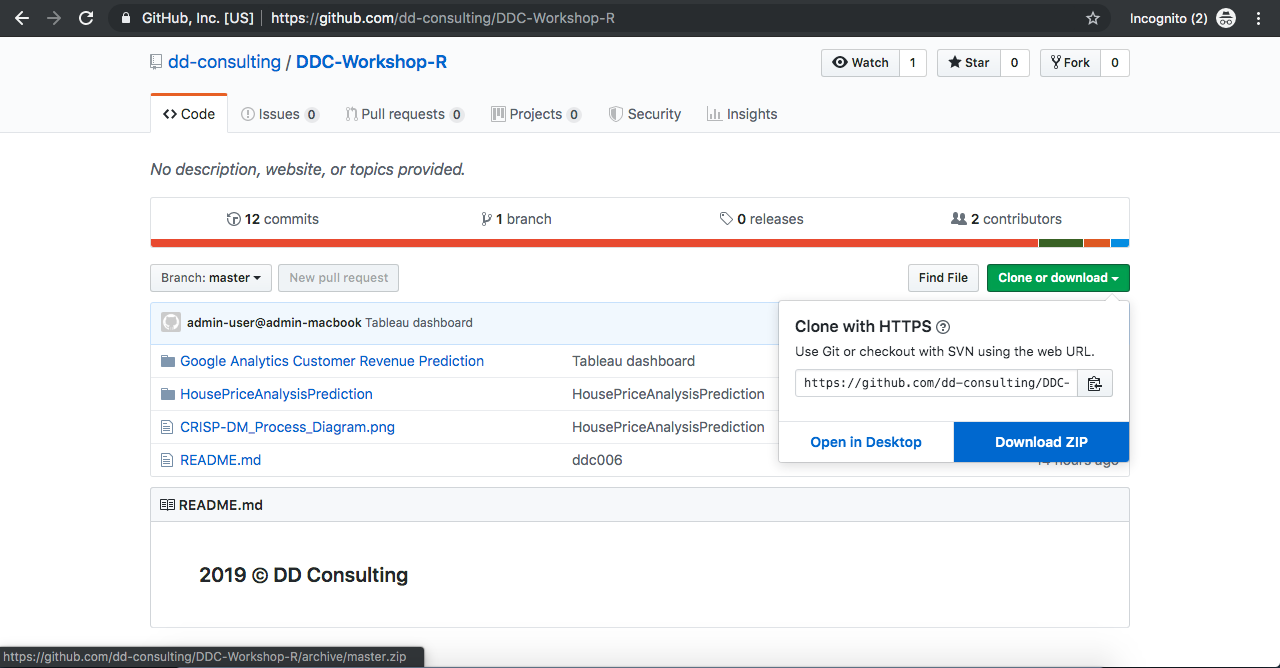 GitHub, Inc. [US] | https://github.com/dd-consulting/DDC-Workshop-R Incognito (2)
dd-consulting / DDC-Workshop-R Watch 1 Star 0 Fork 0
<> Code Issues 0 Pull requests 0 Projects 0 Security Insights
No description, website, or topics provided.
12 commits 1 branch 0 releases 2 contributors
Branch: master New pull request Find File Clone or download
admin-user@admin-macbook Tableau dashboard
Google Analytics Customer Revenue Prediction Tableau dashboard
HousePriceAnalysisPrediction HousePriceAnalysisPrediction
CRISP-DM_Process_Diagram.png HousePriceAnalysisPrediction
README.md ddc006 14 hours ago
Clone with HTTPS ?
Use Git or checkout with SVN using the web URL.
https://github.com/dd-consulting/DDC-
Open in Desktop Download ZIP
README.md
2019 © DD Consulting
https://github.com/dd-consulting/DDC-Workshop-R/archive/master.zip